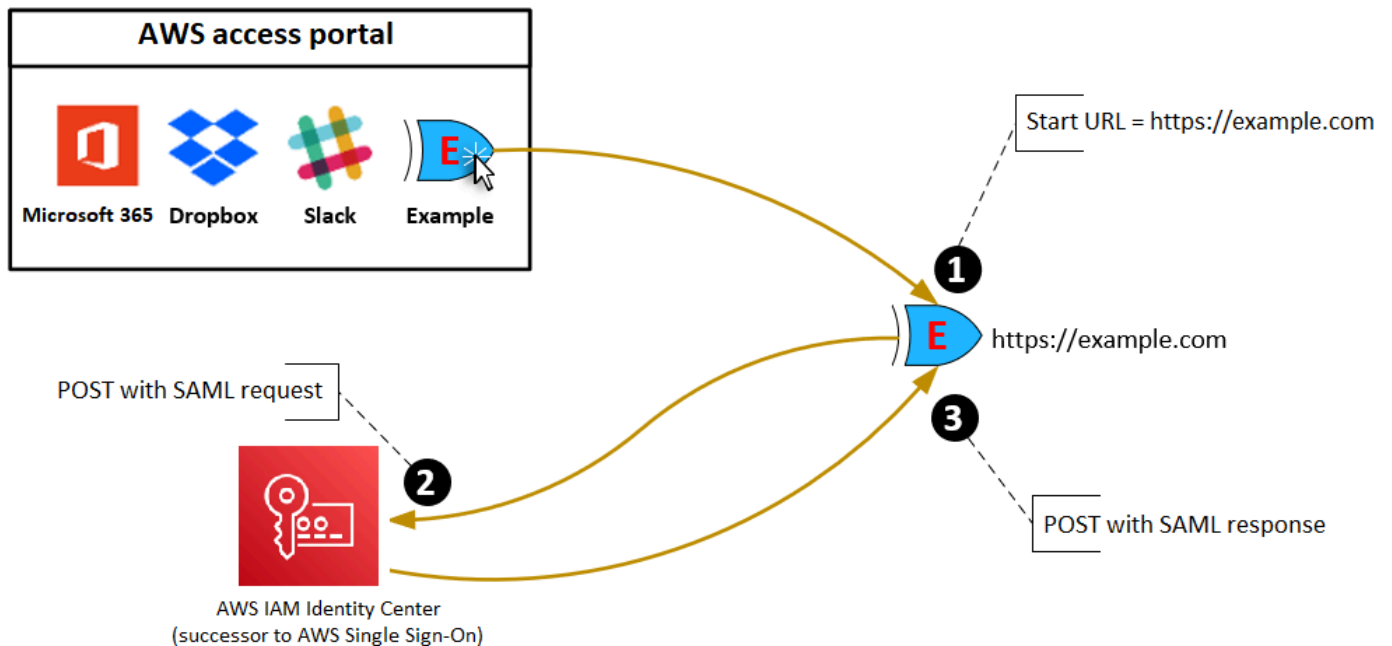 AWS access portal
E
Microsoft 365
Dropbox
Slack
Example
Start URL = https://example.com
1
E
https://example.com
POST with SAML request
2
3
POST with SAML response
AWS IAM Identity Center
(successor to AWS Single Sign-On)